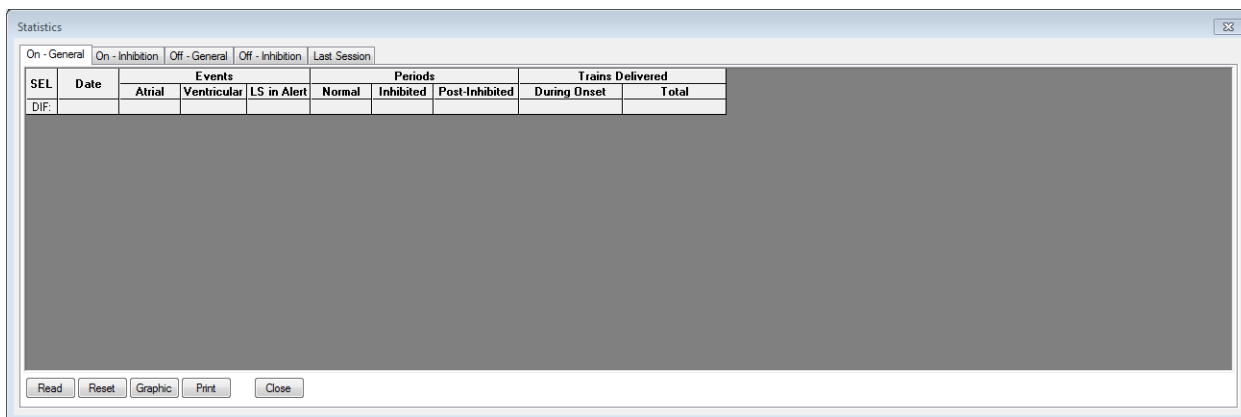 Statistics
On - General On - Inhibition Off - General Off - Inhibition Last Session
SEL Date Events Periods Trains Delivered
Atrial Ventricular LS in Alert Normal Inhibited Post-Inhibited During Onset Total
DIF:
Read Reset Graphic Print Close